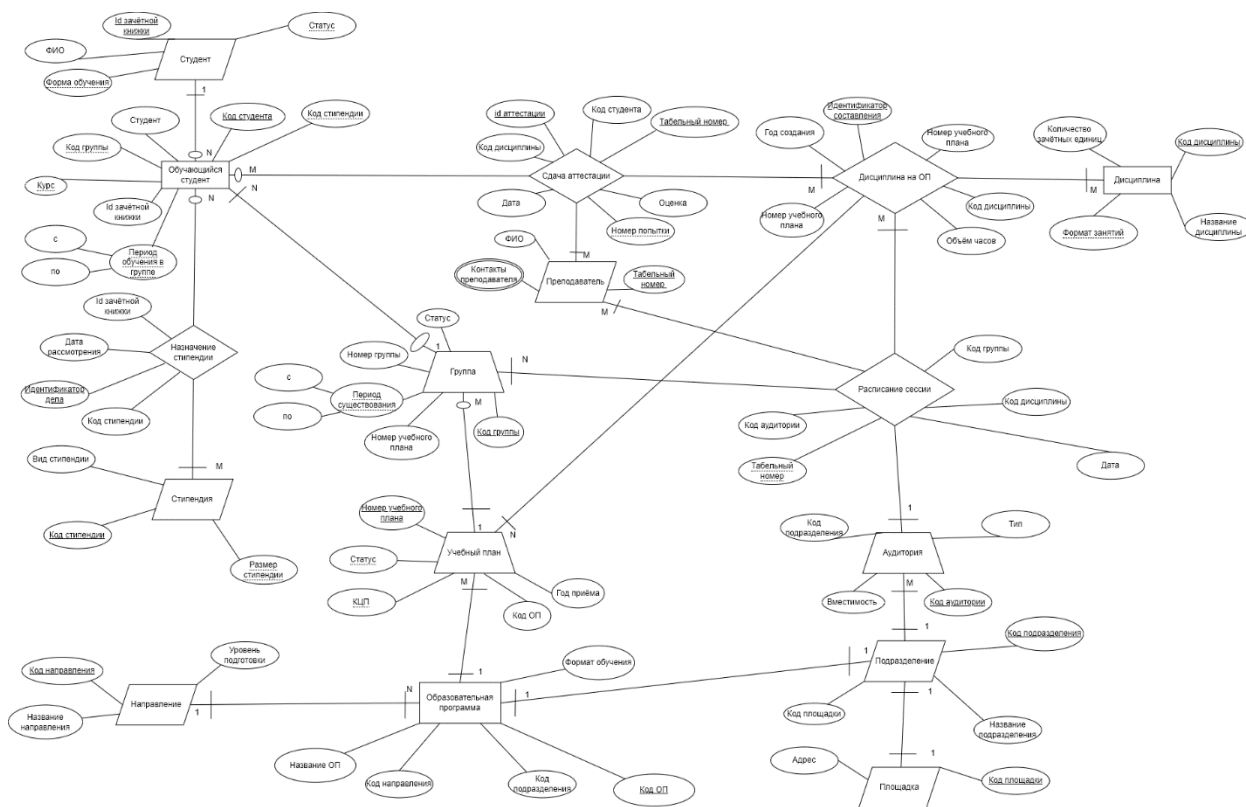 Id зачётной
книжки
Статус
ФИО
Студент
Форма обучения
1
Студент
Код студента
Код стипендии
Код группы
N
Обучающийся
студент
M
N
Курс
Id зачётной
книжки
N
с
по
Период
обучения в
группе
id аттестации
Код студента
Табельный номер
Код дисциплины
Сдача аттестации
Дата
Оценка
Номер попытки
M
M
Идентификатор
составления
Год создания
Номер учебного
плана
Дисциплина на ОП
Код дисциплины
Номер учебного
плана
Объём часов
M
Количество
зачётных единиц
Код дисциплины
Дисциплина
M
Формат занятий
Название
дисциплины
ФИО
Контакты
преподавателя
Преподаватель
Табельный
номер
M
Id зачётной
книжки
Дата
рассмотрения
Назначение
стипендии
Идентификатор
дела
Код стипендии
Вид стипендии
M
Стипендия
Код стипендии
Размер
стипендии
Статус
Номер группы
1
Группа
N
с
по
Период
существования
M
Номер учебного
плана
Код группы
Код группы
Расписание сессии
Код дисциплины
Код аудитории
Табельный
номер
Дата
Номер учебного
плана
1
N
Статус
Учебный план
КЦП
M
Код ОП
Год приёма
Код
подразделения
1
Тип
Аудитория
Вместимость
M
Код аудитории
Уровень
подготовки
Код направления
Направление
Название
направления
1
N
1
Формат обучения
Образовательная
программа
1
Название ОП
Код направления
Код
подразделения
Код ОП
1
1
Код подразделения
Подразделение
Код площадки
1
Название
подразделения
Адрес
1
Площадка
Код площадки